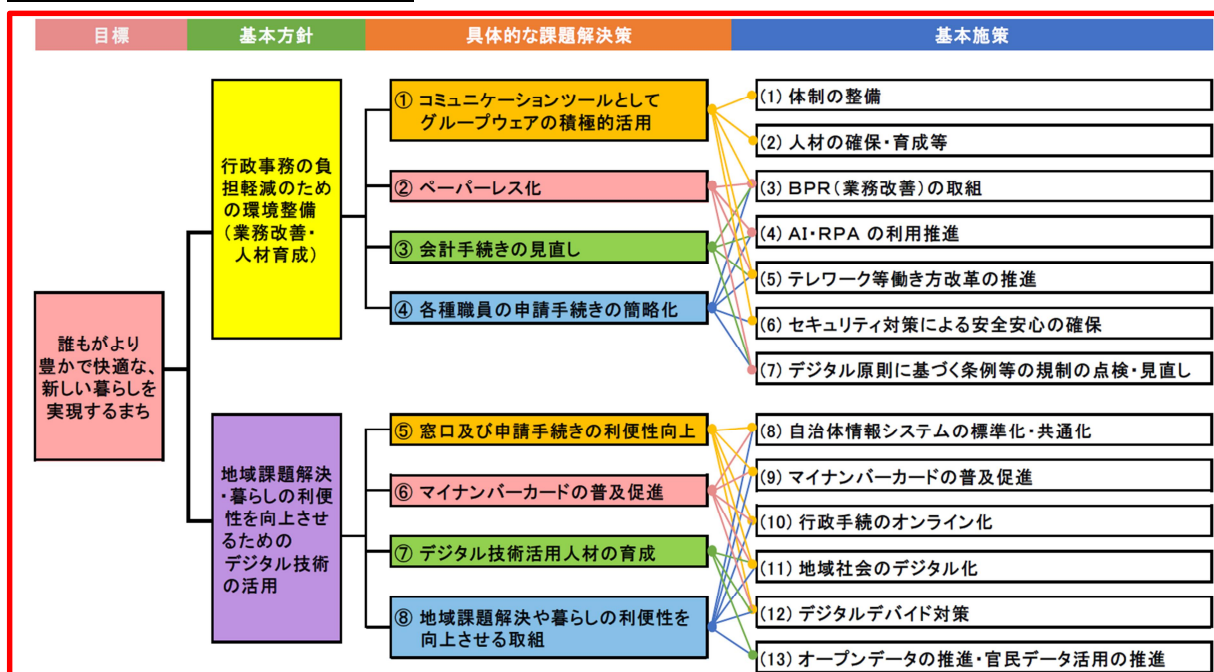 目標
基本方針
具体的な課題解決策
基本施策
誰もがより
豊かで快適な、
新しい暮らしを
実現するまち
行政事務の負
担軽減のため
の環境整備
（業務改善・
人材育成）
① コミュニケーションツールとして
グループウェアの積極的活用
② ペーパーレス化
③ 会計手続きの見直し
④ 各種職員の申請手続きの簡略化
(1) 体制の整備
(2) 人材の確保・育成等
(3) ＢＰＲ（業務改善）の取組
(4) AI・RPA の利用推進
(5) テレワーク等働き方改革の推進
(6) セキュリティ対策による安全安心の確保
(7) デジタル原則に基づく条例等の規制の点検・見直し
地域課題解決
・暮らしの利便
性を向上させ
るための
デジタル技術
の活用
⑤ 窓口及び申請手続きの利便性向上
⑥ マイナンバーカードの普及促進
⑦ デジタル技術活用人材の育成
⑧ 地域課題解決や暮らしの利便性を
向上させる取組
(8) 自治体情報システムの標準化・共通化
(9) マイナンバーカードの普及促進
(10) 行政手続のオンライン化
(11) 地域社会のデジタル化
(12) デジタルデバイド対策
(13) オープンデータの推進・官民データ活用の推進